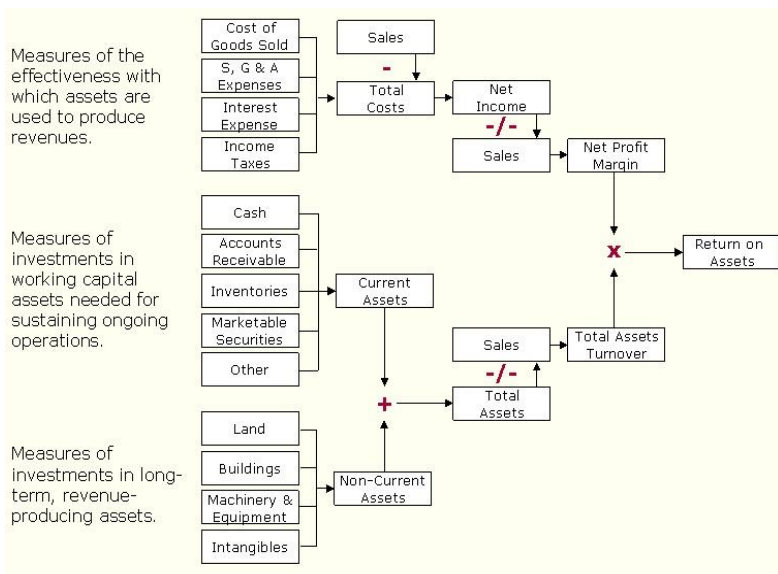 Measures of the
effectiveness with
which assets are
used to produce
revenues.
Cost of
Goods Sold
S, G & A
Expenses
Interest
Expense
Income
Taxes
Sales
-
Total
Costs
Net
Income
-/-
Sales
Net Profit
Margin
Measures of
investments in
working capital
assets needed for
sustaining ongoing
operations.
Cash
Accounts
Receivable
Inventories
Marketable
Securities
Other
Current
Assets
x
Return on
Assets
Sales
-/-
Total
Assets
Total Assets
Turnover
+
Measures of
investments in long-
term, revenue-
producing assets.
Land
Buildings
Machinery &
Equipment
Intangibles
Non-Current
Assets